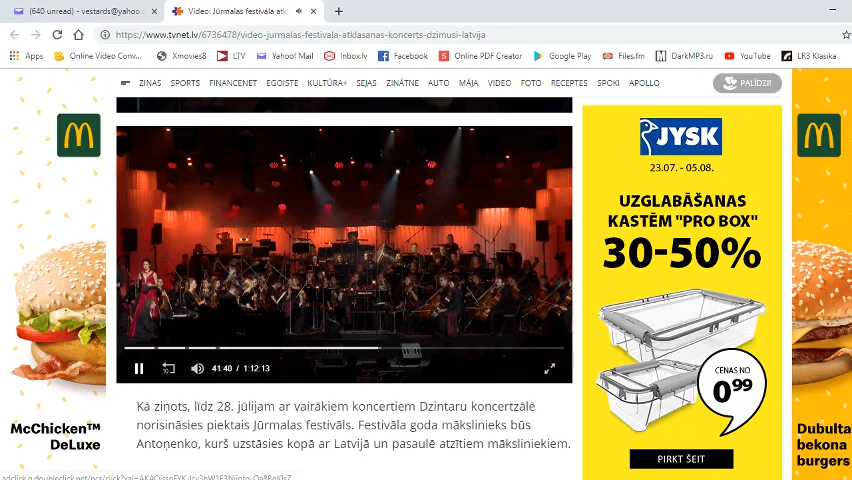 (640 unread) - vestards@yahoo.c
Video: Jūrmalas festivāla atkl
https://www.tvnet.lv/6736478/video-jurmalas-festivala-atklasanas-koncerts-dzimusi-latvija
Apps
Online Video Conv...
Xmovies8
LTV
Yahoo! Mail
Inbox.lv
Facebook
Online PDF Creator
Google Play
Files.fm
DarkMP3.ru
YouTube
LR3 Klasika
ZIŅAS SPORTS FINANCENET EGOISTE KULTŪRA+ SEJAS ZINĀTNE AUTO MĀJA VIDEO FOTO RECEPTES SPOKI APOLLO
PALĪDZI!
JYSK
23.07. - 05.08.
UZGLABĀŠANAS
KASTĒM "PRO BOX"
30-50%
CENAS NO
0⁹⁹
PIRKT ŠEIT
41:40 / 1:12:13
Kā ziņots, līdz 28. jūlijam ar vairākiem koncertiem Dzintaru koncertzālē
norisināsies piektais Jūrmalas festivāls. Festivāla goda mākslinieks būs
Antoņenko, kurš uzstāsies kopā ar Latvijā un pasaulē atzītiem māksliniekiem.
McChicken™
DeLuxe
Dubulta
bekona
burgers